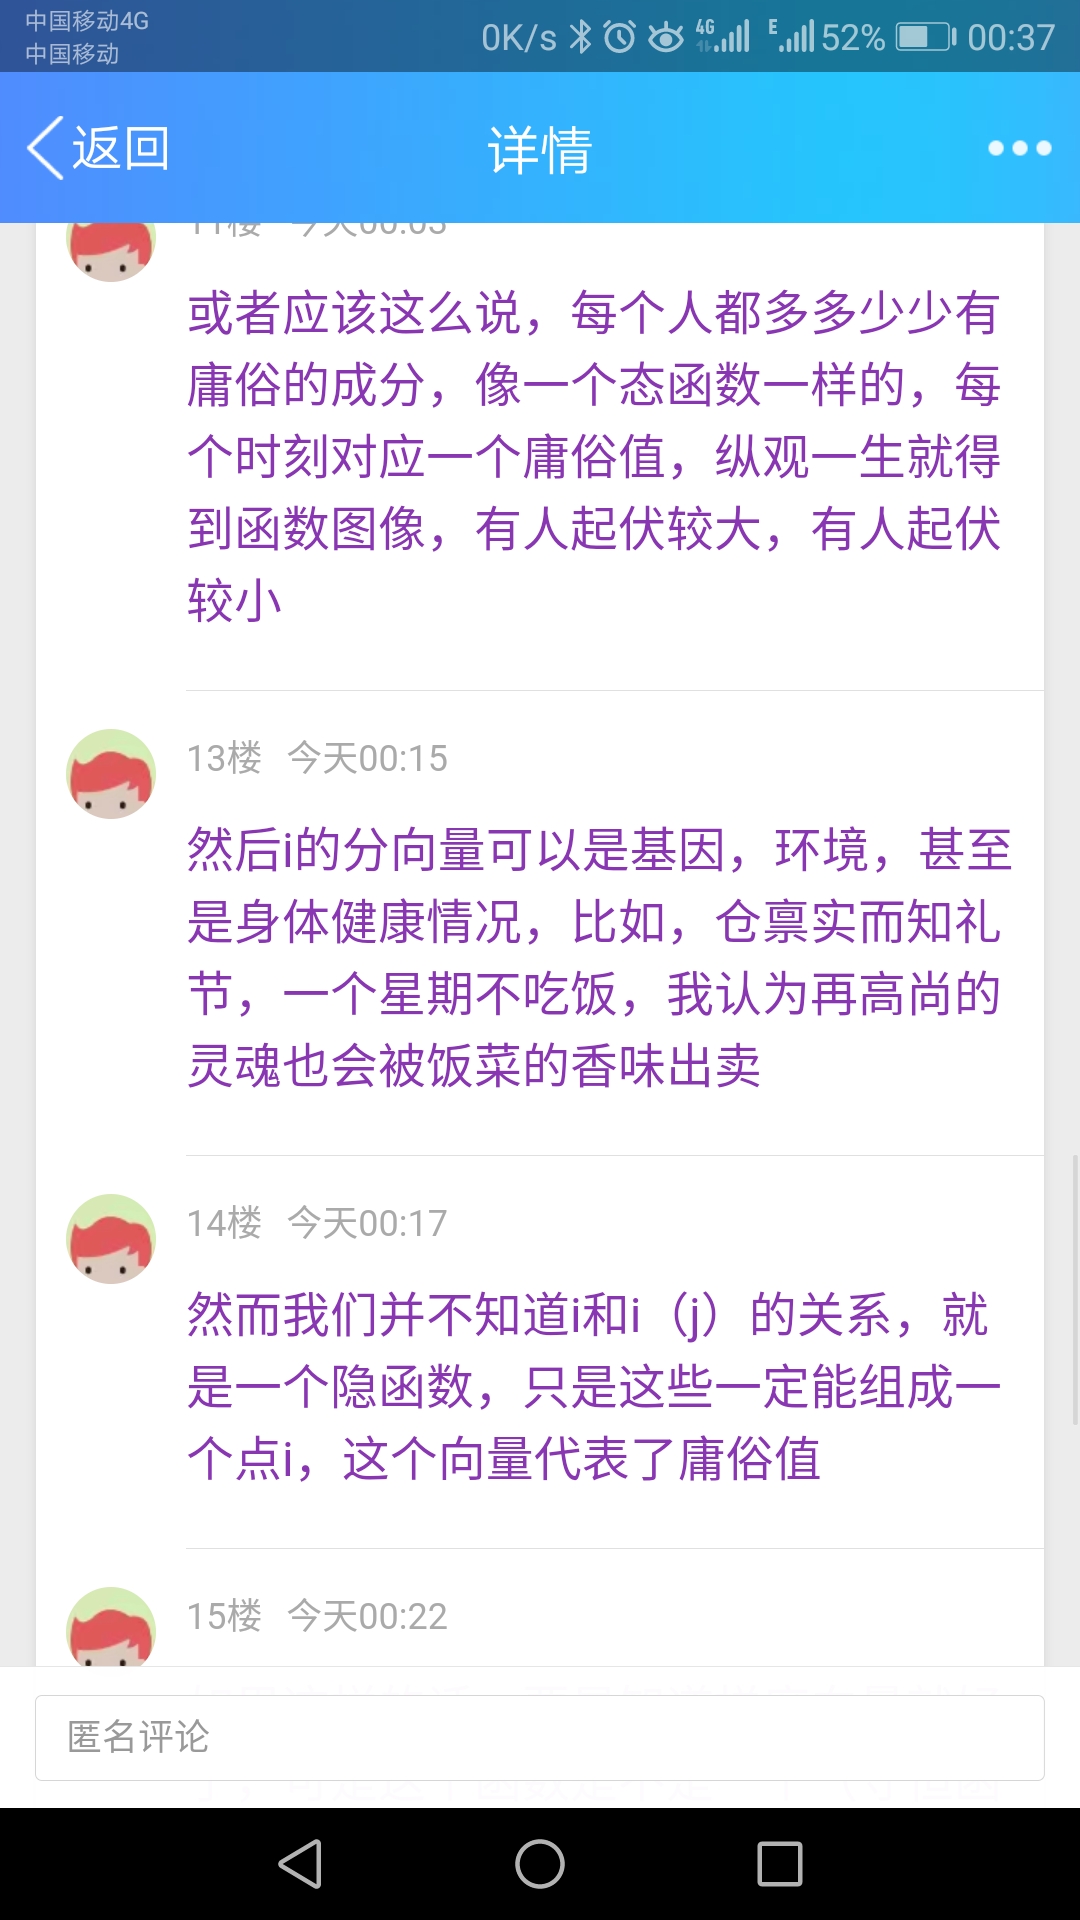 中国移动4G
中国移动
0K/s 4G E 52% 00:37
返回 详情
11楼 今天00:03
或者应该这么说，每个人都多多少少有
庸俗的成分，像一个态函数一样的，每
个时刻对应一个庸俗值，纵观一生就得
到函数图像，有人起伏较大，有人起伏
较小
13楼 今天00:15
然后i的分向量可以是基因，环境，甚至
是身体健康情况，比如，仓禀实而知礼
节，一个星期不吃饭，我认为再高尚的
灵魂也会被饭菜的香味出卖
14楼 今天00:17
然而我们并不知道i和i（j）的关系，就
是一个隐函数，只是这些一定能组成一
个点i，这个向量代表了庸俗值
15楼 今天00:22
匿名评论